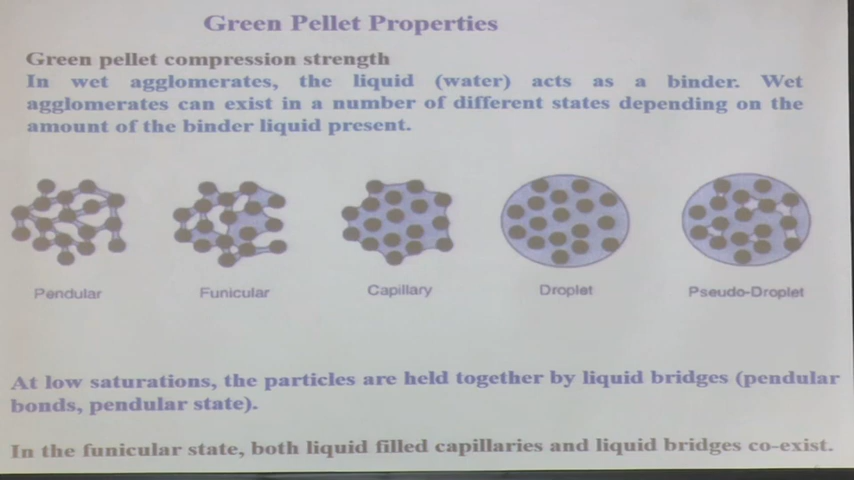 Green Pellet Properties
Green pellet compression strength
In wet agglomerates, the liquid (water) acts as a binder. Wet
agglomerates can exist in a number of different states depending on the
amount of the binder liquid present.
Pendular Funicular Capillary Droplet Pseudo-Droplet
At low saturations, the particles are held together by liquid bridges (pendular
bonds, pendular state).
In the funicular state, both liquid filled capillaries and liquid bridges co-exist.